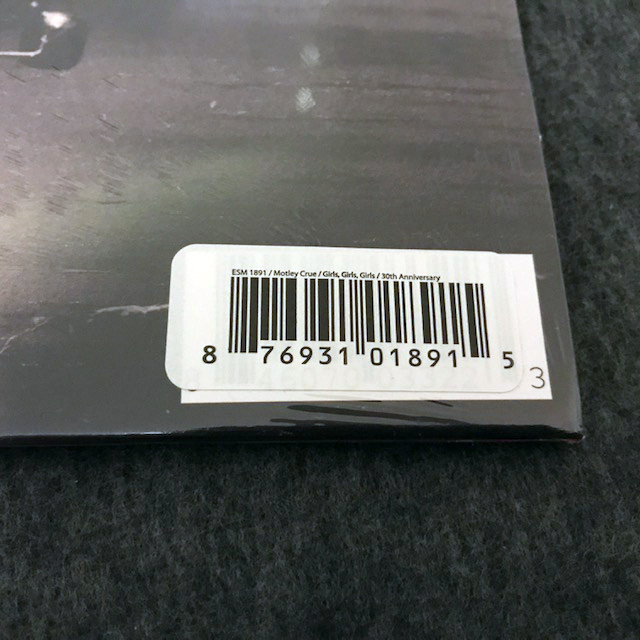 ESM 1891 / Motley Crue / Girls, Girls, Girls / 30th Anniversary
8 76931 01891 5
3